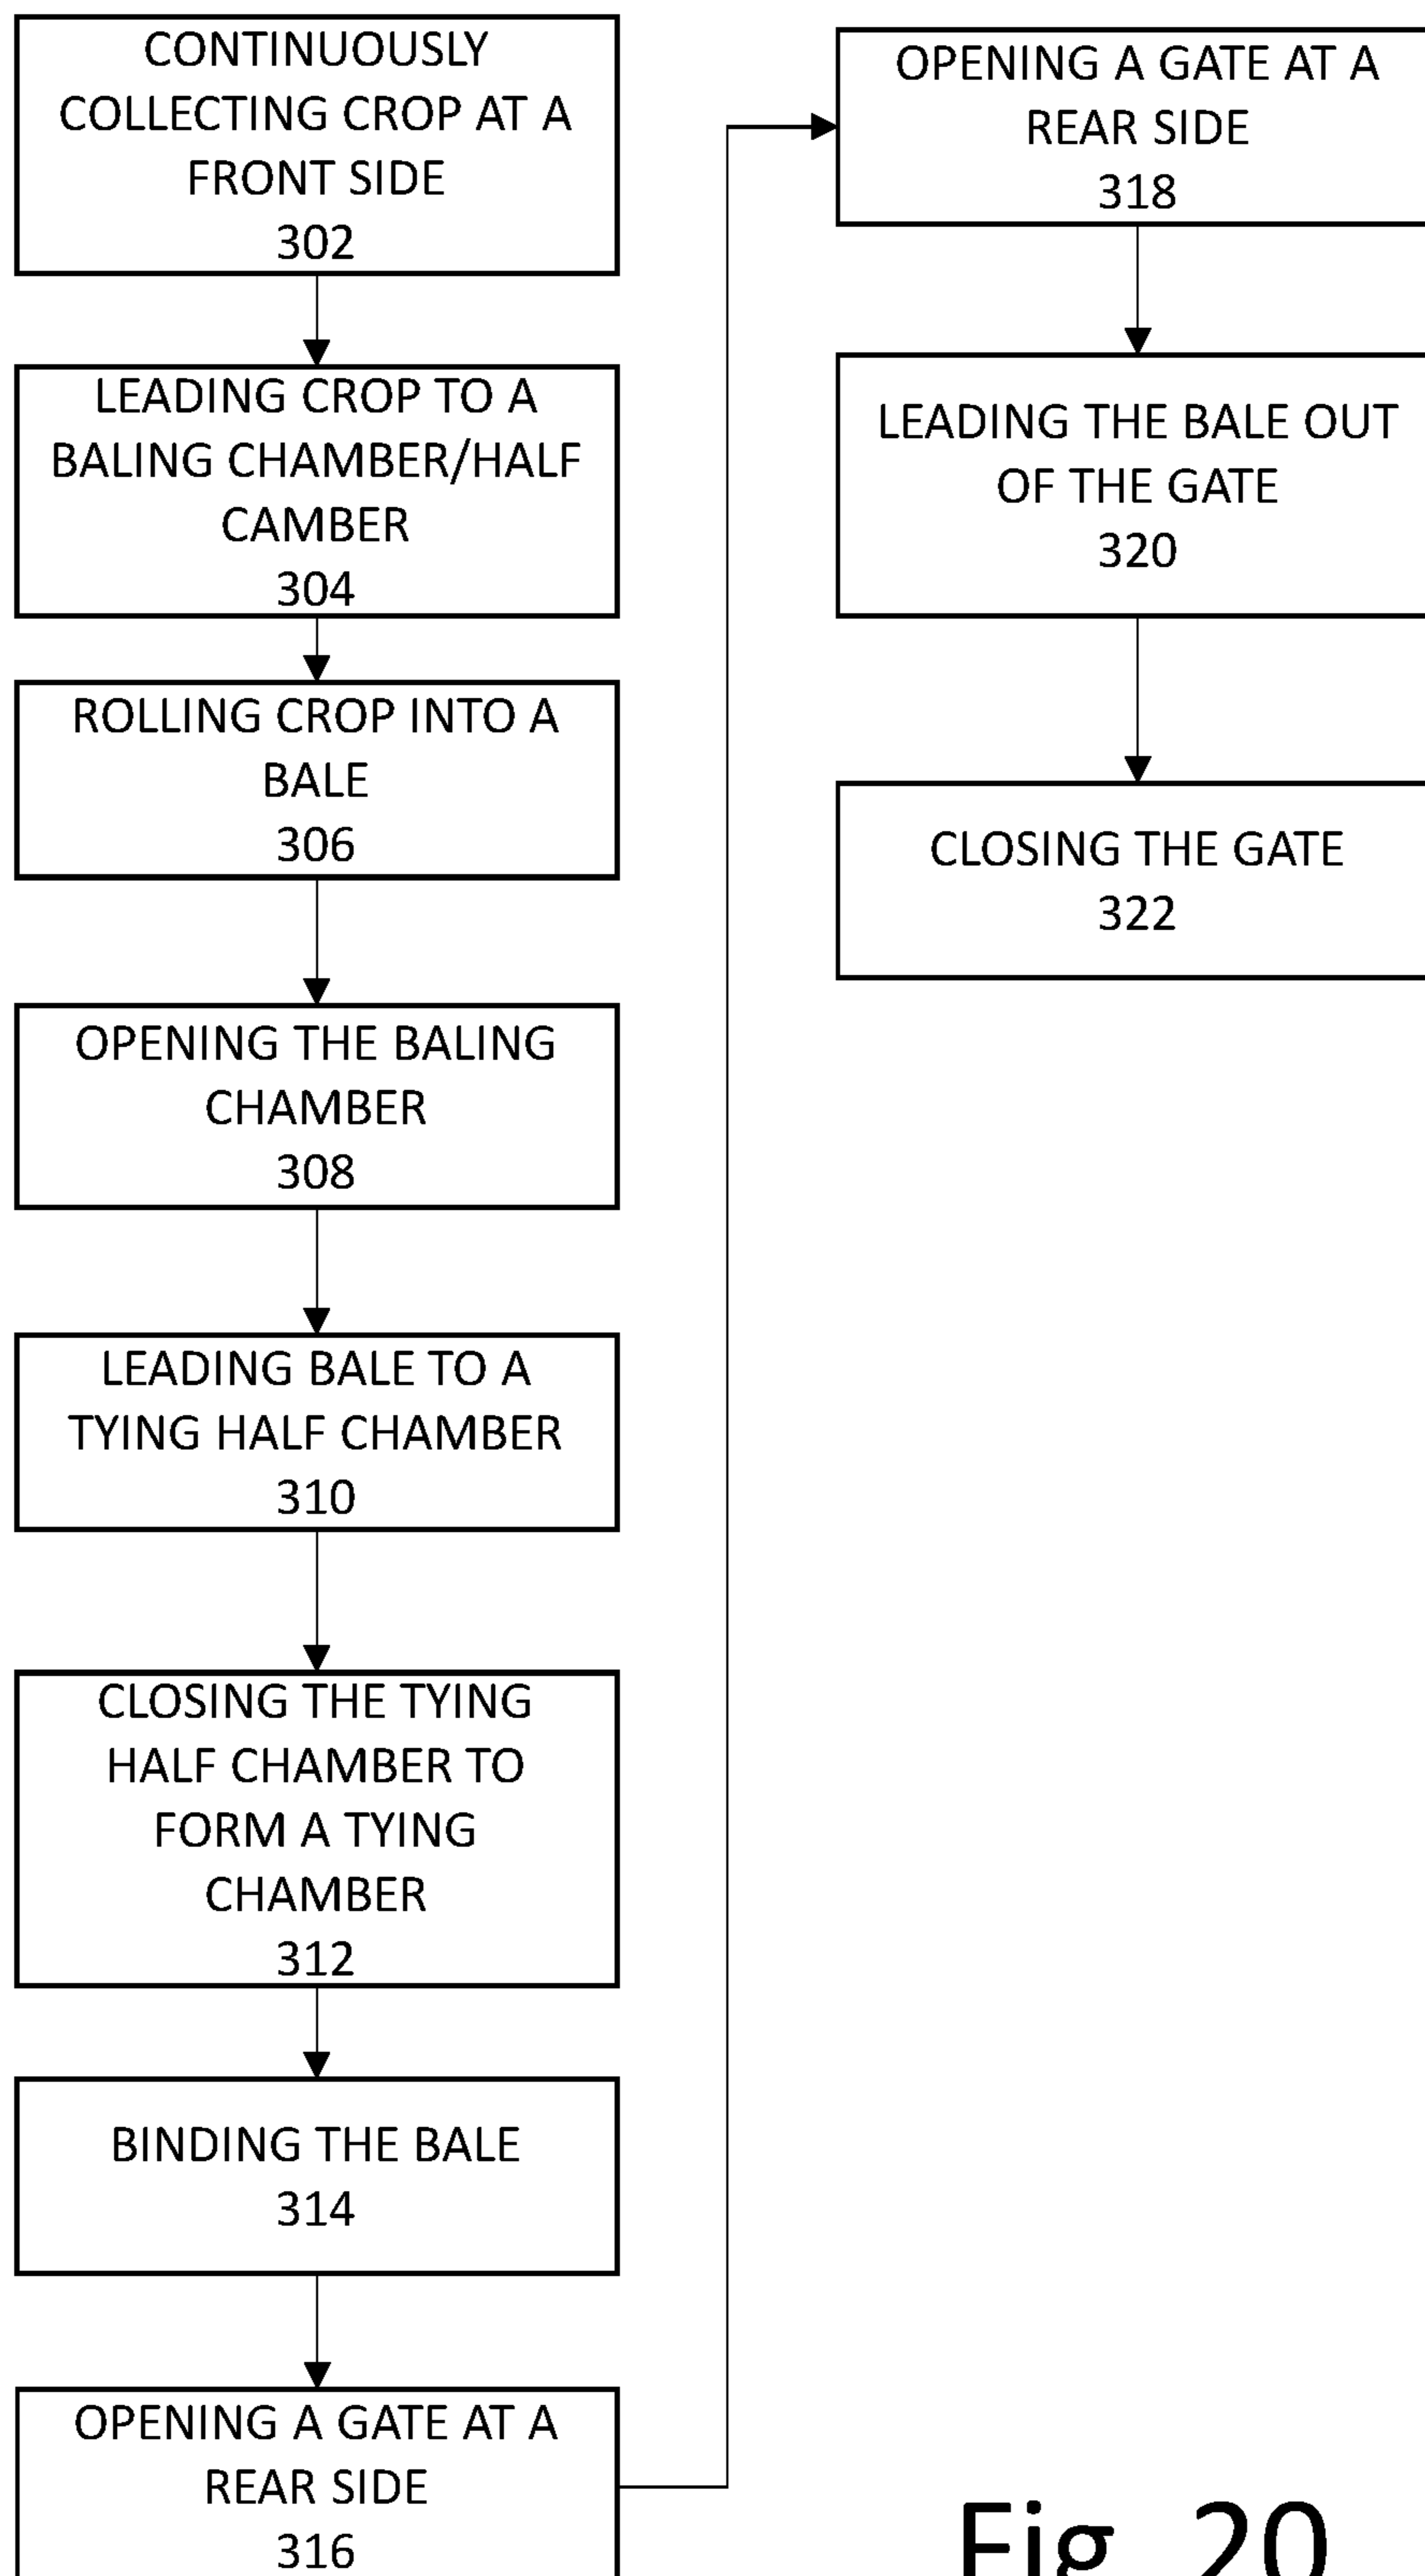 CONTINUOUSLY
COLLECTING CROP AT A
FRONT SIDE
302
LEADING CROP TO A
BALING CHAMBER/HALF
CAMBER
304
ROLLING CROP INTO A
BALE
306
OPENING THE BALING
CHAMBER
308
LEADING BALE TO A
TYING HALF CHAMBER
310
CLOSING THE TYING
HALF CHAMBER TO
FORM A TYING
CHAMBER
312
BINDING THE BALE
314
OPENING A GATE AT A
REAR SIDE
316
OPENING A GATE AT A
REAR SIDE
318
LEADING THE BALE OUT
OF THE GATE
320
CLOSING THE GATE
322
Fig. 20